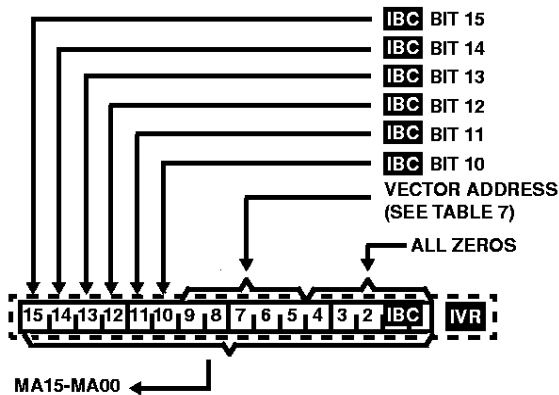 IBC BIT 15
IBC BIT 14
IBC BIT 13
IBC BIT 12
IBC BIT 11
IBC BIT 10
VECTOR ADDRESS
(SEE TABLE 7)
ALL ZEROS
15 14 13 12 11 10 9 8 7 6 5 4 3 2 IBC IVR
MA15-MA00